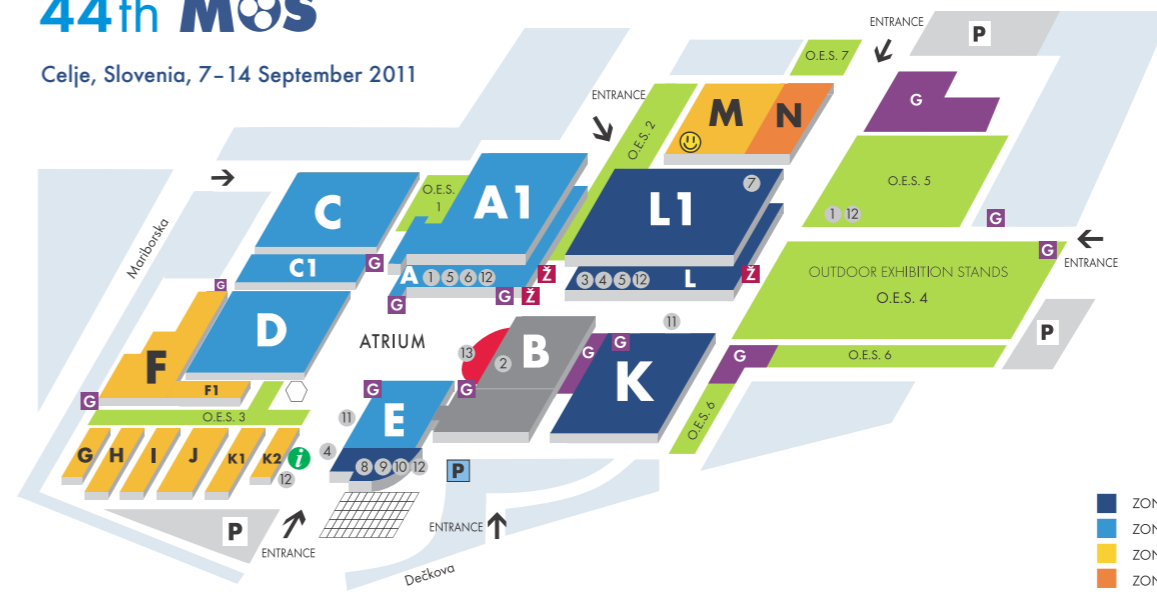 44th MOS
Celje, Slovenia, 7–14 September 2011
ENTRANCE
P
O.E.S. 7
ENTRANCE
G
M
N
O.E.S. 2
O.E.S. 5
1 12
G
C
O.E.S.
1
A1
L1
7
Mariborska
C1
G
A 1 5 6 12
Ž
G
G Ž
3 4 5 12 L
Ž
G
ENTRANCE
OUTDOOR EXHIBITION STANDS
O.E.S. 4
P
G
D
ATRIUM
11
13
2
B
G
G
K
G
O.E.S. 6
O.E.S. 6
F
F1
G
O.E.S. 3
G
G
E
11
4
8 9 10 12
G
H
I
J
K1
K2
i
12
P
P
ENTRANCE
ENTRANCE
Dečkova
ZON
ZON
ZON
ZON